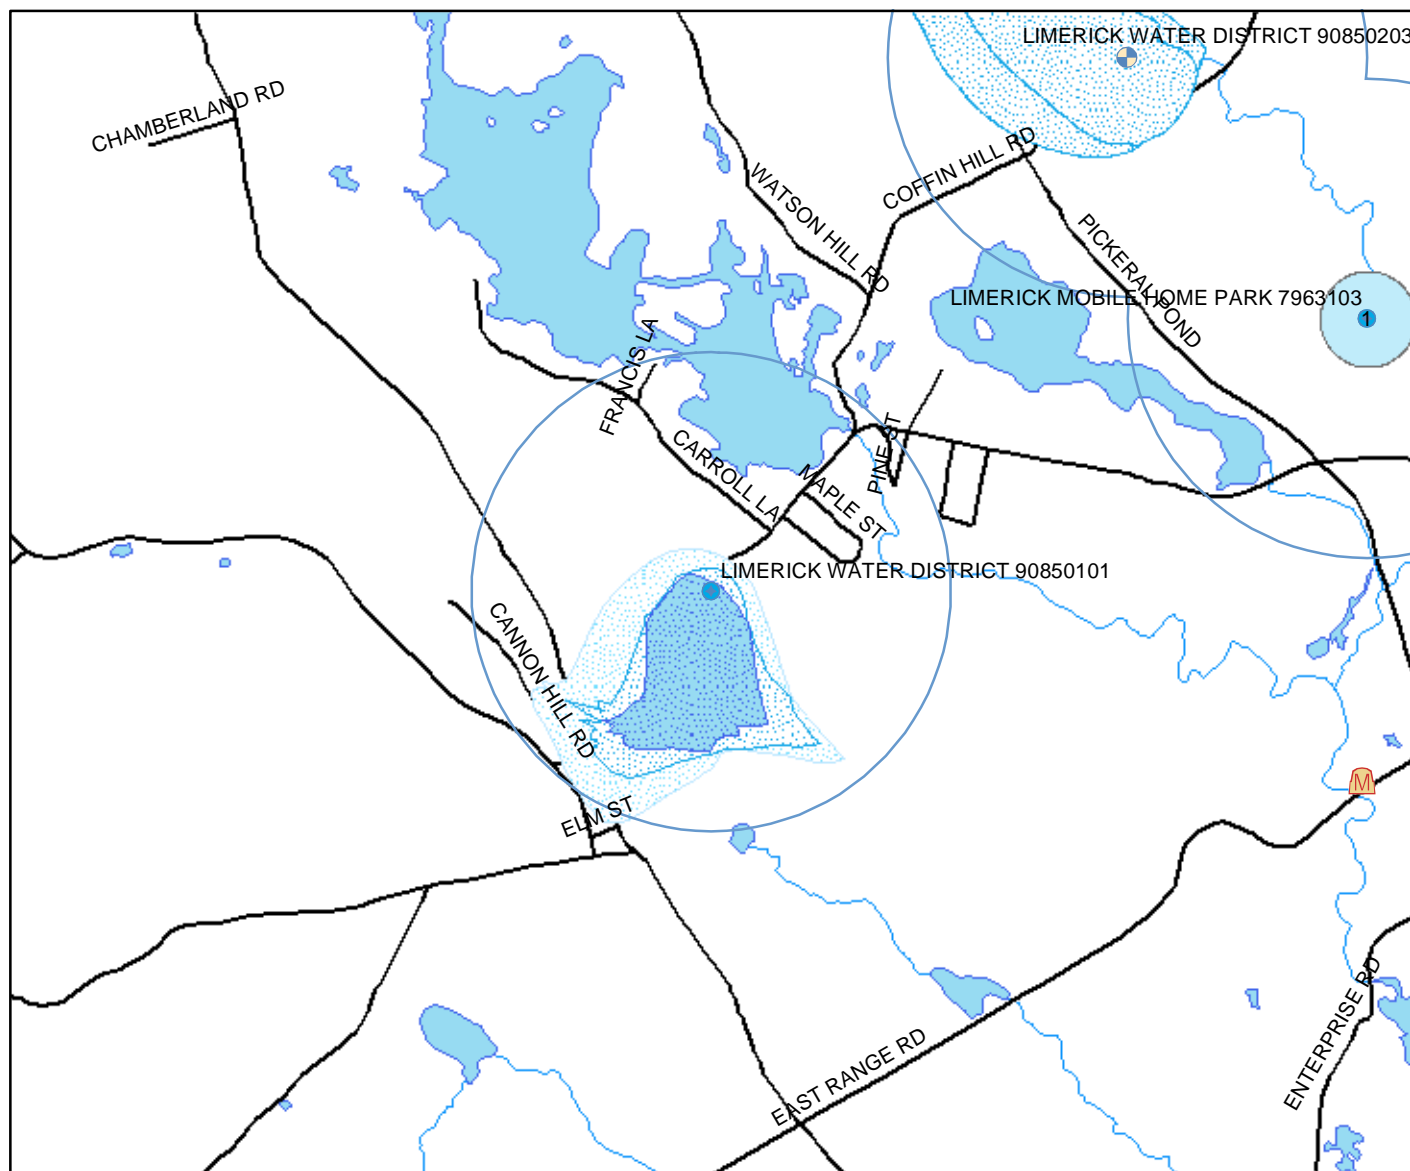 LIMERICK WATER DISTRICT 90850203
CHAMBERLAND RD
COFFIN HILL RD
WATSON HILL RD
PICKERAL POND
LIMERICK MOBILE HOME PARK 7963103
1
FRANCIS LA
CARROLL LA
MAPLE ST
PINE ST
LIMERICK WATER DISTRICT 90850101
CANNON HILL RD
M
ELM ST
EAST RANGE RD
ENTERPRISE RD